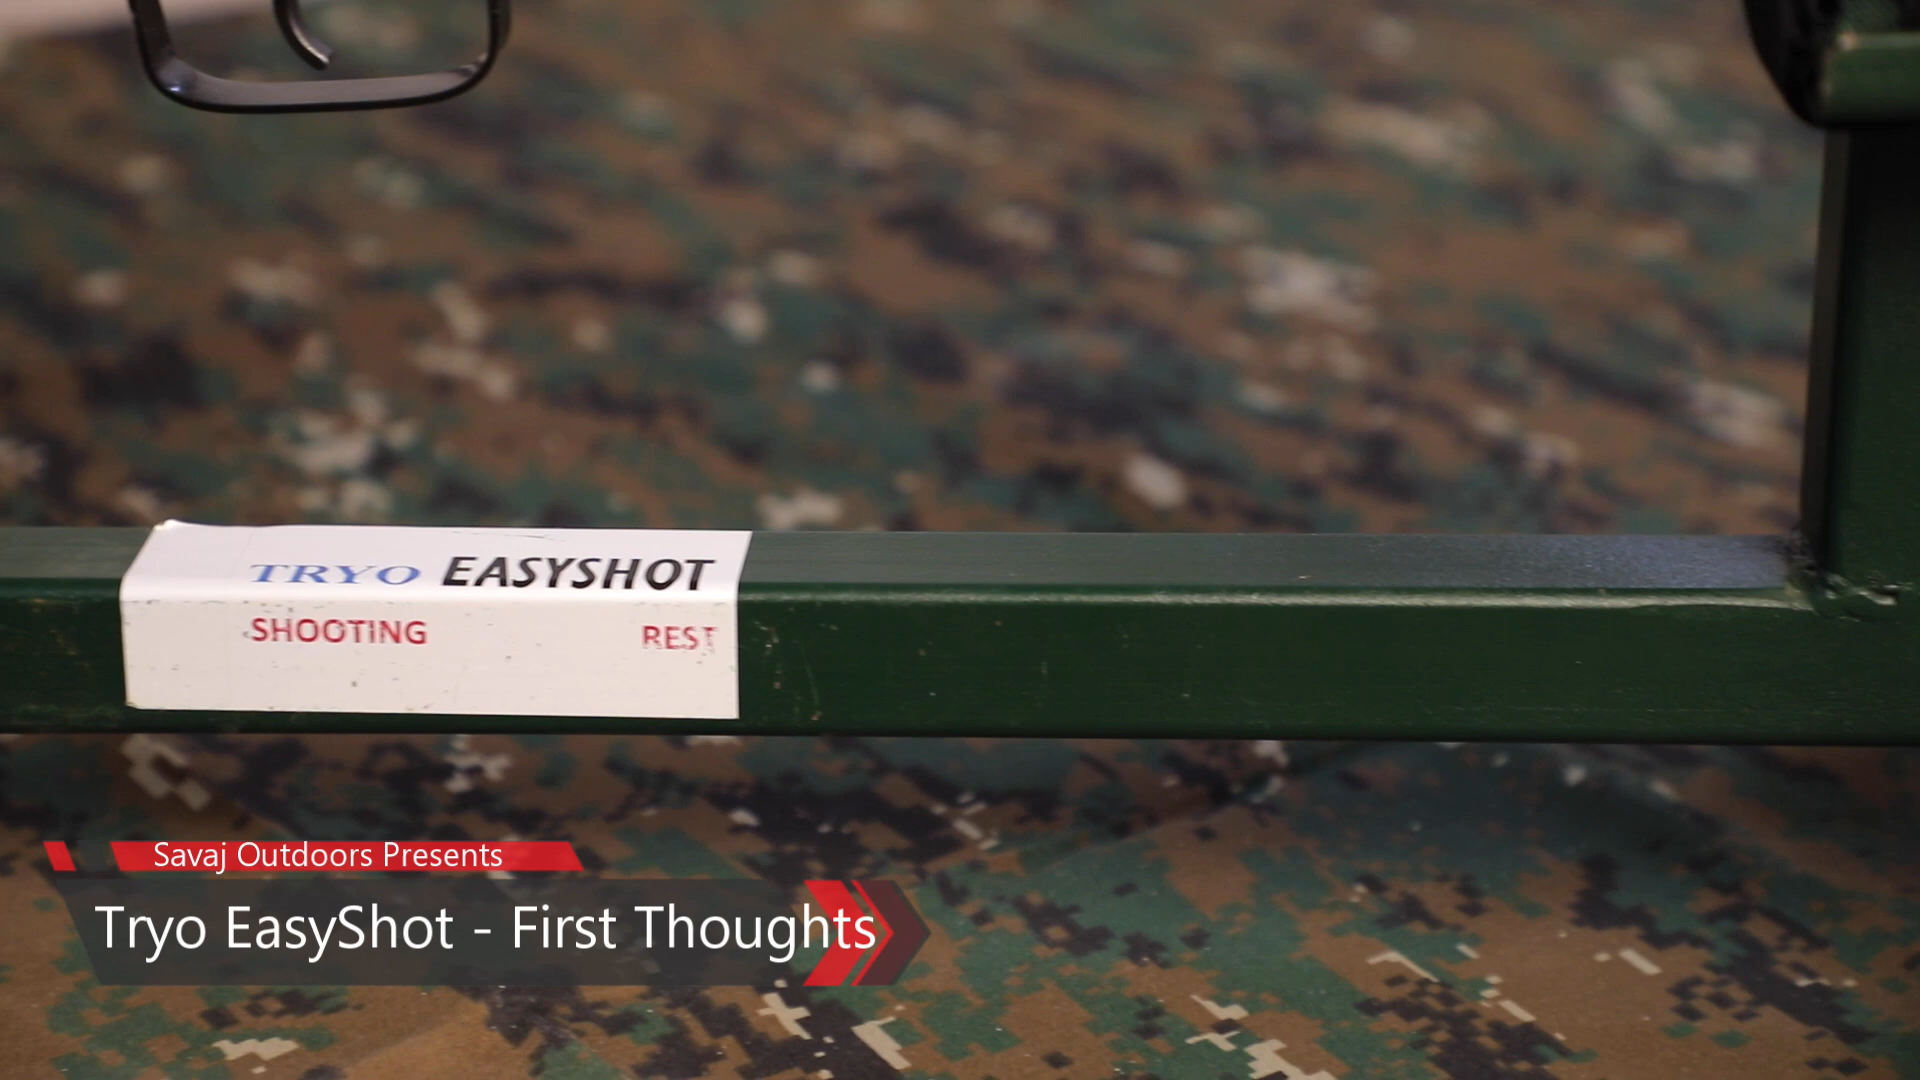 TRYO EASYSHOT
SHOOTING REST
Savaj Outdoors Presents
Tryo EasyShot - First Thoughts